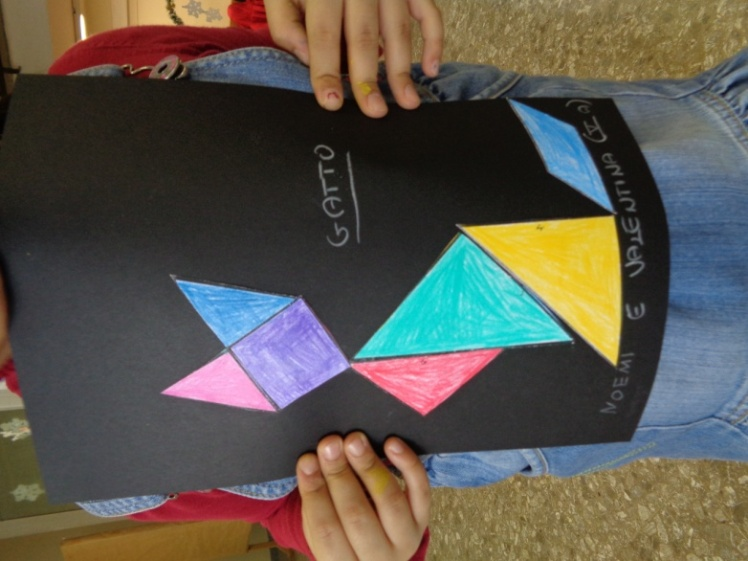 GATTO
NOEMI E VALENTINA (V A)